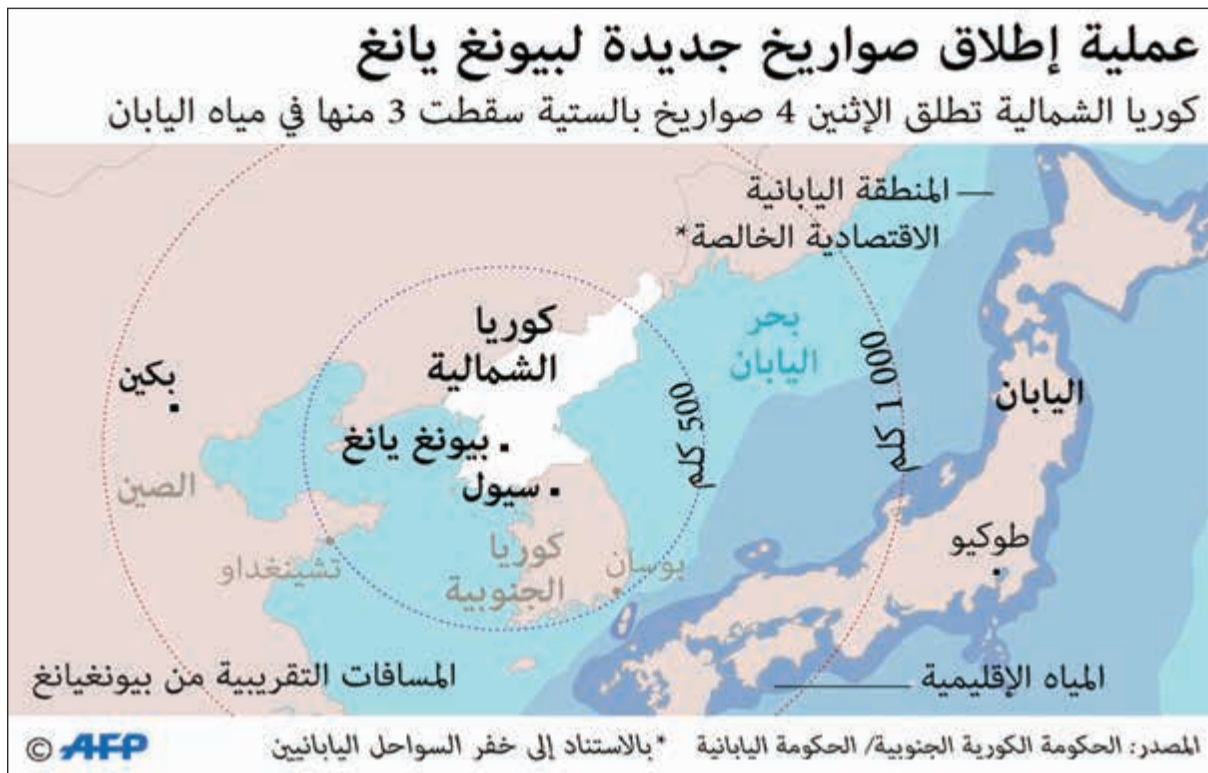 عملية إطلاق صواريخ جديدة لبيونغ يانغ
كوريا الشمالية تطلق الإثنين 4 صواريخ بالستية سقطت 3 منها في مياه اليابان
المنطقة اليابانية
الاقتصادية الخالصة*
بحر
اليابان
كوريا
الشمالية
1 000 كلم
500 كلم
اليابان
بكين
بيونغ يانغ
سيول
الصين
طوكيو
كوريا
الجنوبية
بوسان
تشينغداو
المياه الإقليمية
المسافات التقريبية من بيونغيانغ
المصدر: الحكومة الكورية الجنوبية/ الحكومة اليابانية
*بالاستناد إلى خفر السواحل اليابانيين
© AFP